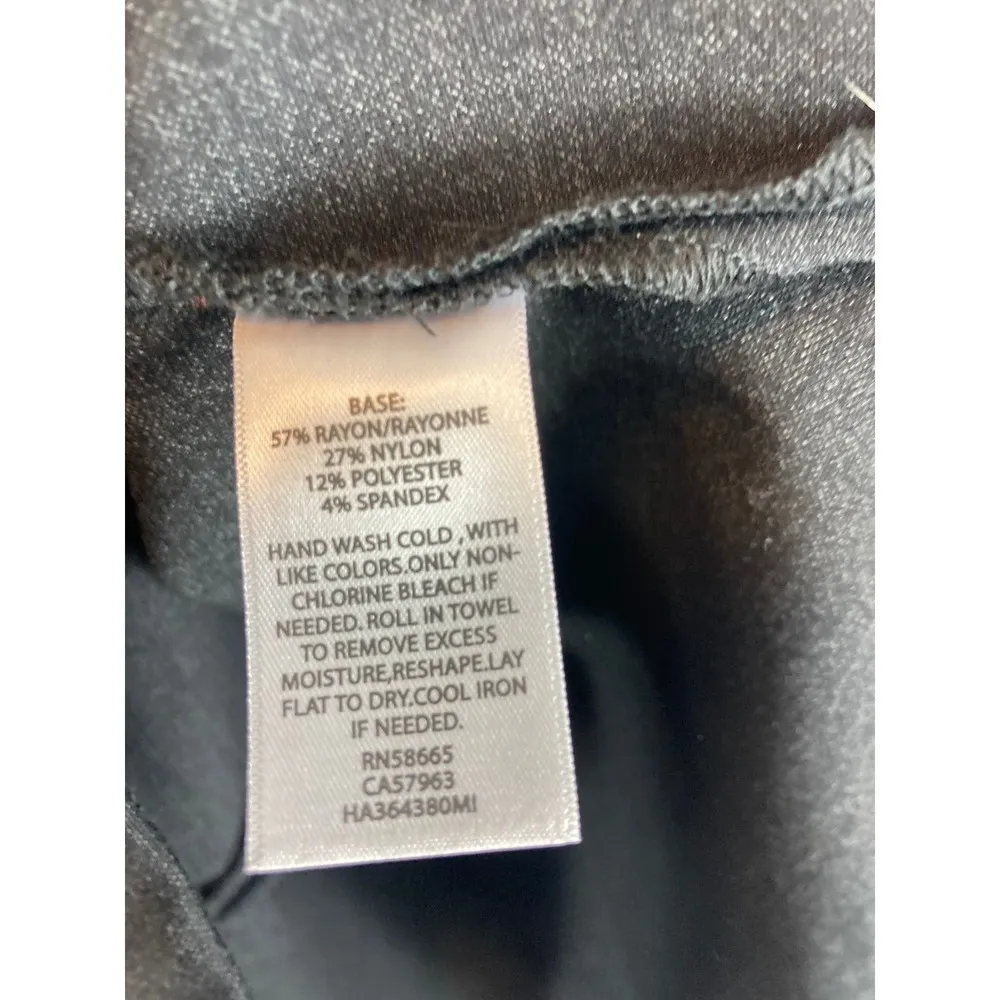 BASE:
57% RAYON/RAYONNE
27% NYLON
12% POLYESTER
4% SPANDEX
HAND WASH COLD ,WITH
LIKE COLORS.ONLY NON-
CHLORINE BLEACH IF
NEEDED. ROLL IN TOWEL
TO REMOVE EXCESS
MOISTURE,RESHAPE.LAY
FLAT TO DRY.COOL IRON
IF NEEDED.
RN58665
CA57963
HA364380MI